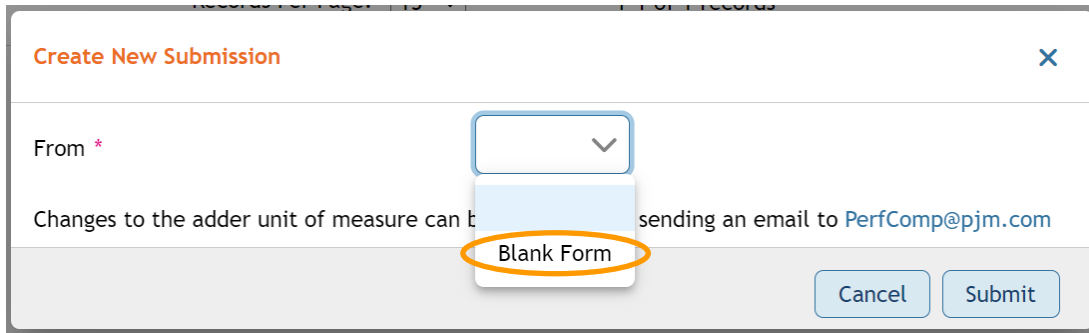 Create New Submission
From *
Changes to the adder unit of measure can sending an email to PerfComp@pjm.com
Blank Form
Cancel Submit